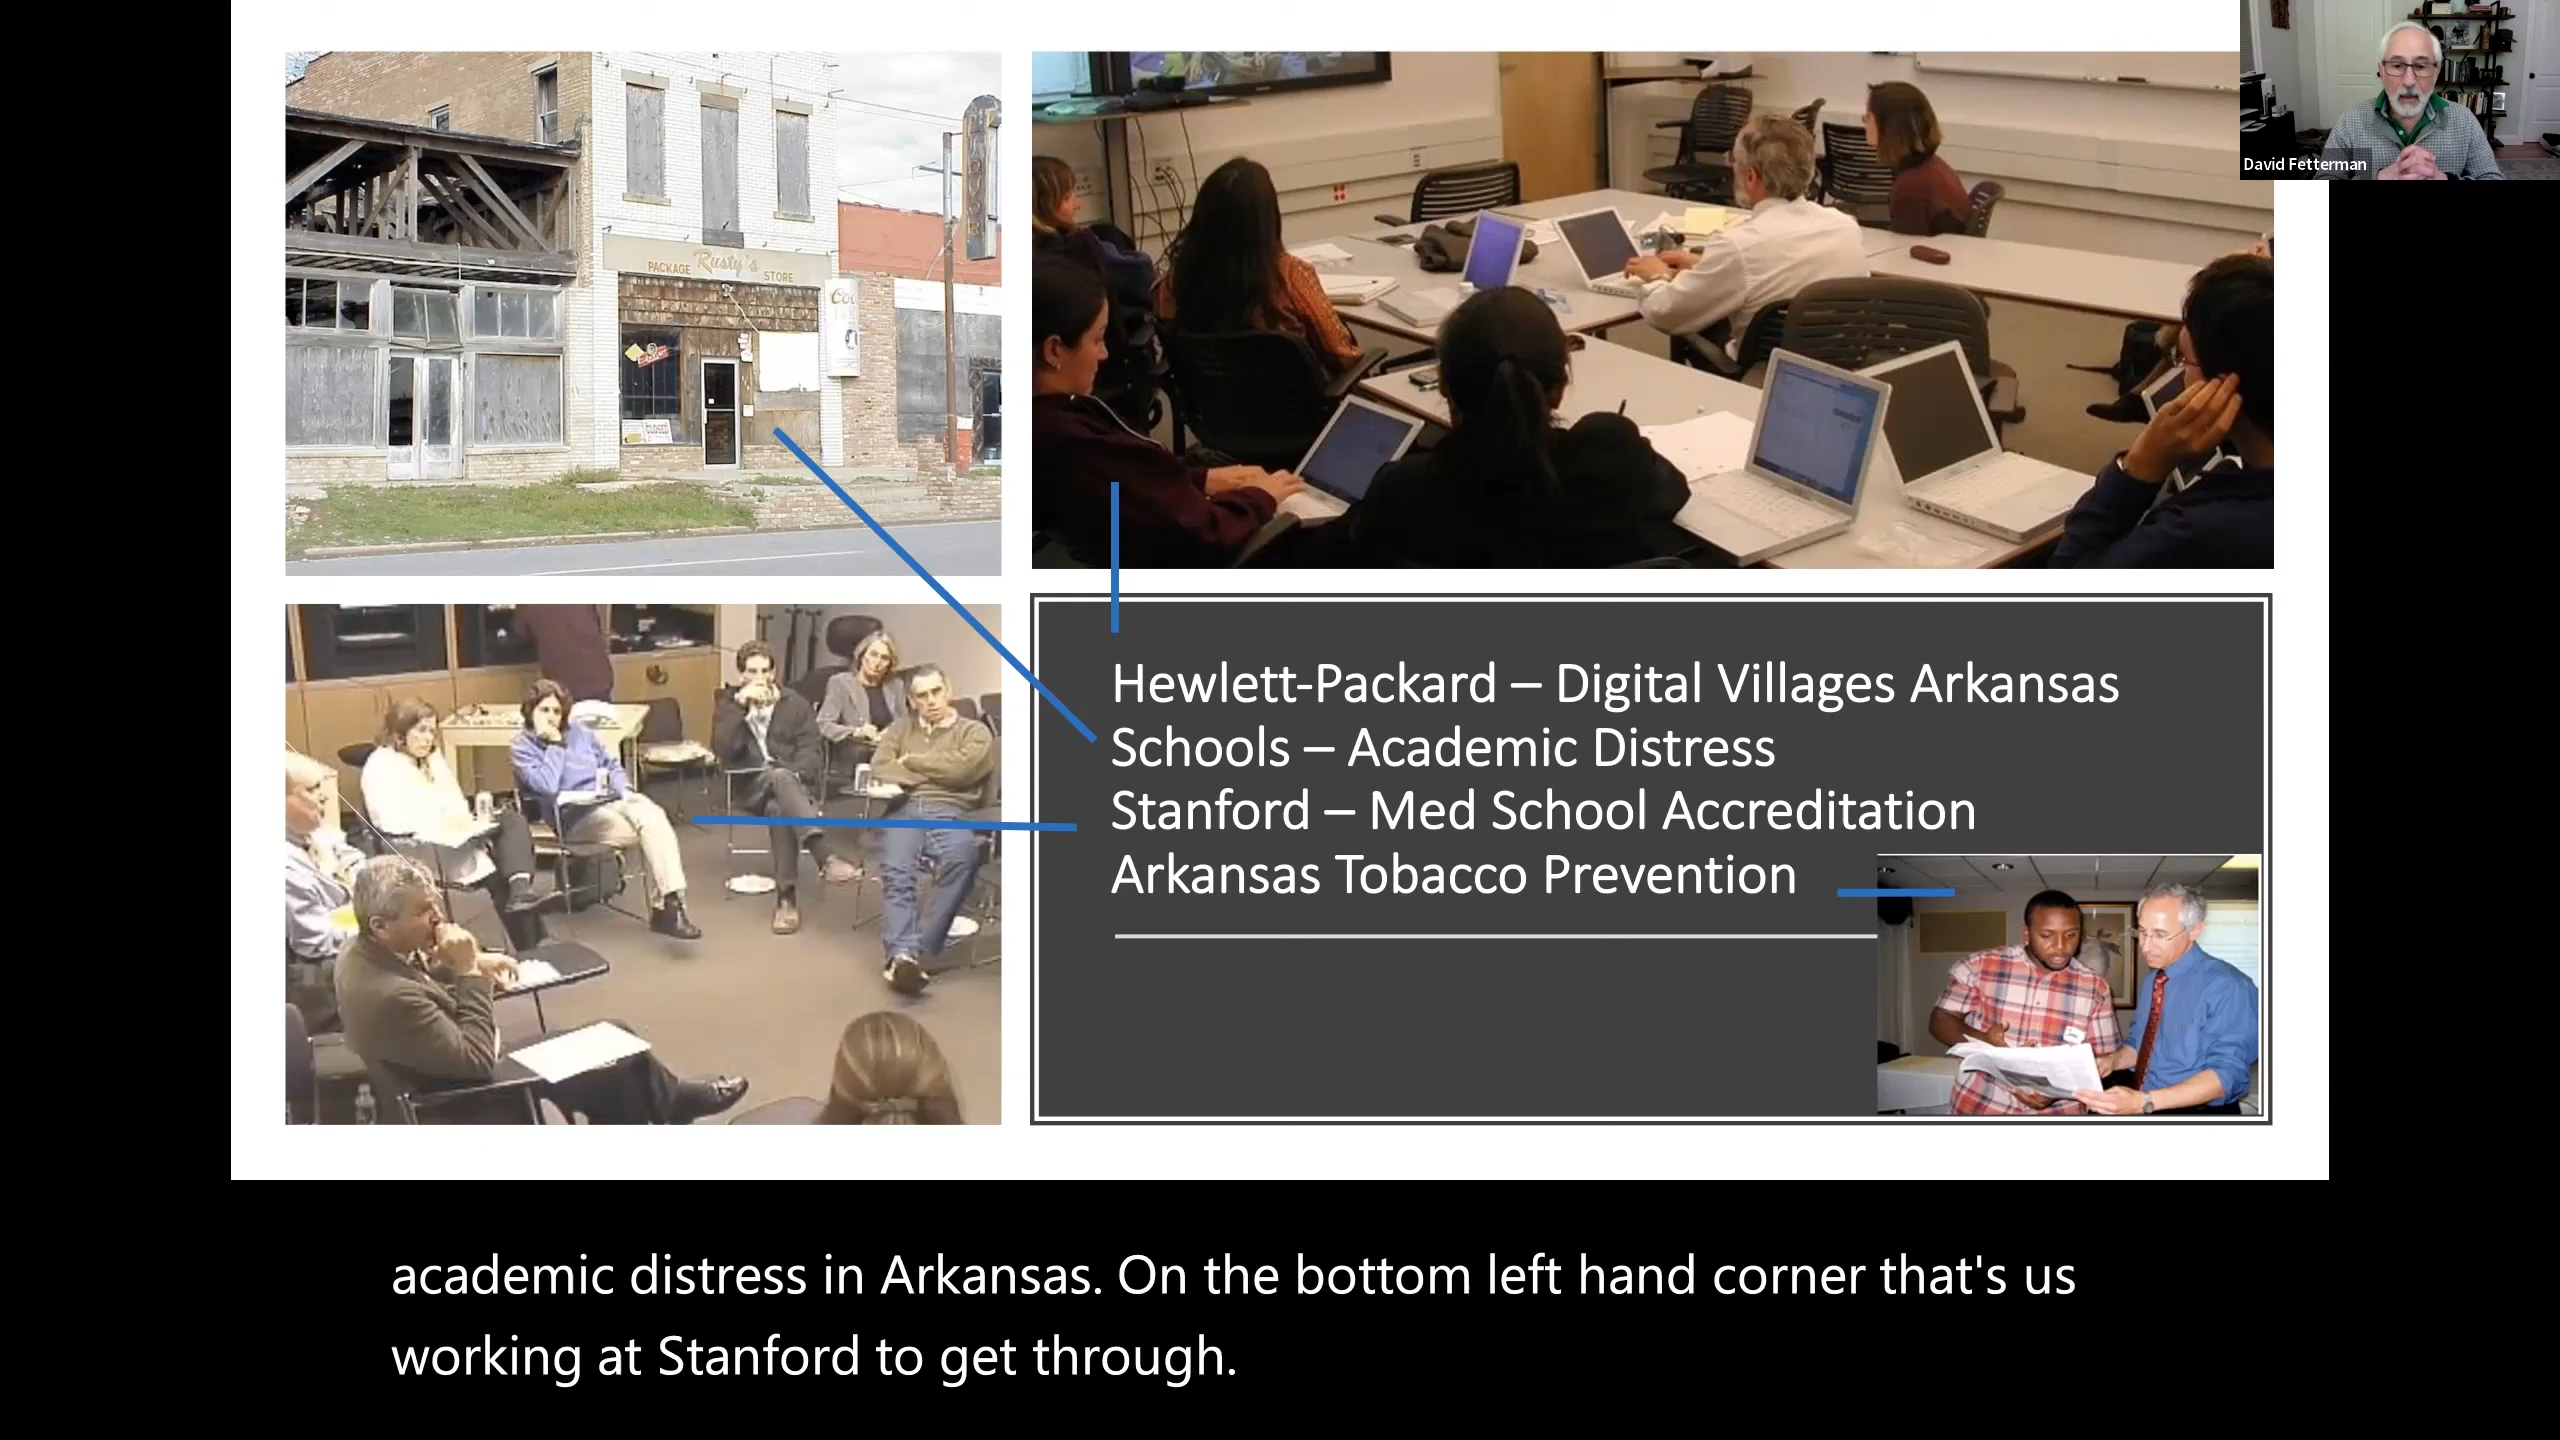 PACKAGE Rusty's STORE
CLOSED
David Fetterman
Hewlett-Packard – Digital Villages Arkansas
Schools – Academic Distress
Stanford – Med School Accreditation
Arkansas Tobacco Prevention
academic distress in Arkansas. On the bottom left hand corner that's us
working at Stanford to get through.